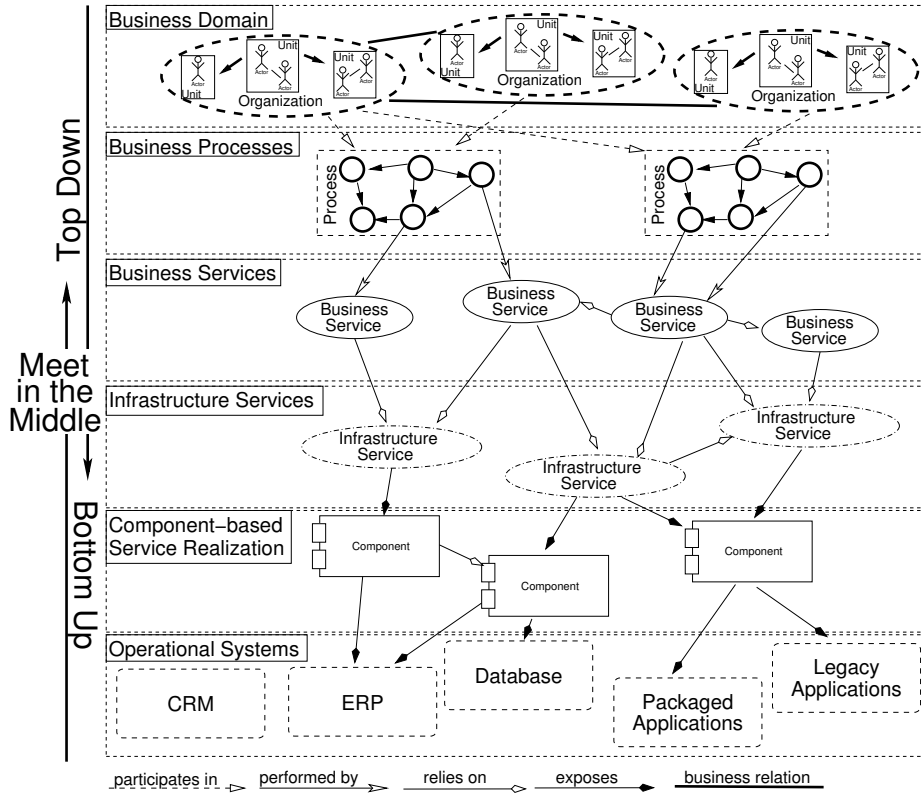 Business Domain
Unit
Actor
Actor
Unit
Actor
Unit
Organization
Unit
Actor
Actor
Unit
Actor
Unit
Organization
Unit
Actor
Actor
Unit
Actor
Unit
Organization
Business Processes
Process
Process
Top Down
Business Services
Business
Service
Business
Service
Business
Service
Business
Service
Meet
in the
Middle
Infrastructure Services
Infrastructure
Service
Infrastructure
Service
Infrastructure
Service
Bottom Up
Component-based
Service Realization
Component
Component
Component
Operational Systems
CRM
ERP
Database
Packaged
Applications
Legacy
Applications
participates in
performed by
relies on
exposes
business relation